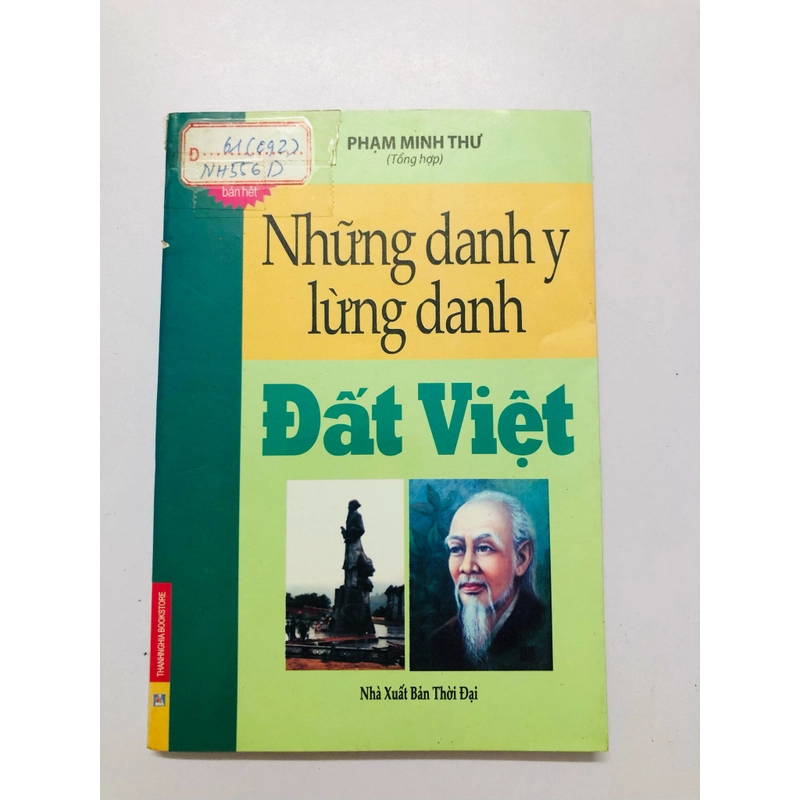 PHẠM MINH THƯ
(Tổng hợp)
Đ.... 61(092)
NH556Đ
bán hết
Những danh y
lừng danh
Đất Việt
THANHNGHIA BOOKSTORE
Nhà Xuất Bản Thời Đại